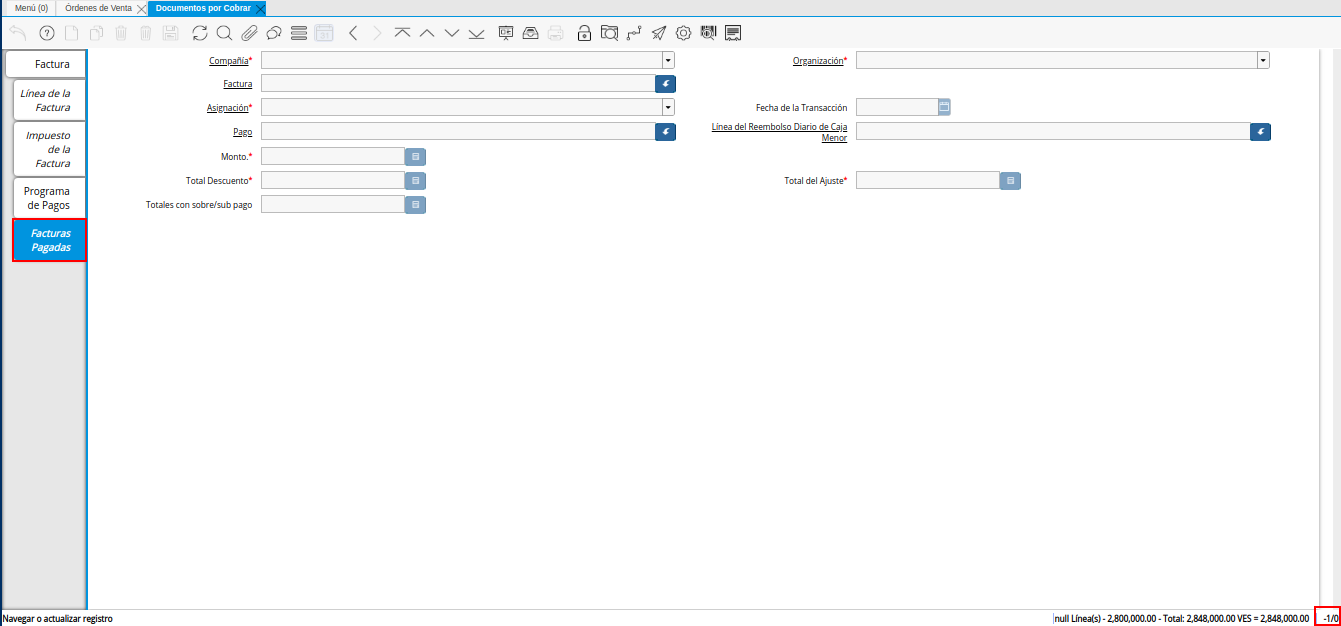 Menú (0) Órdenes de Venta Documentos por Cobrar
Factura
Línea de la
Factura
Impuesto
de la
Factura
Programa
de Pagos
Facturas
Pagadas
Compañía* Organización*
Factura
Asignación* Fecha de la Transacción
Pago Línea del Reembolso Diario de Caja
Menor
Monto.*
Total Descuento* Total del Ajuste*
Totales con sobre/sub pago
Navegar o actualizar registro null Línea(s) - 2,800,000.00 - Total: 2,848,000.00 VES = 2,848,000.00 -1/0